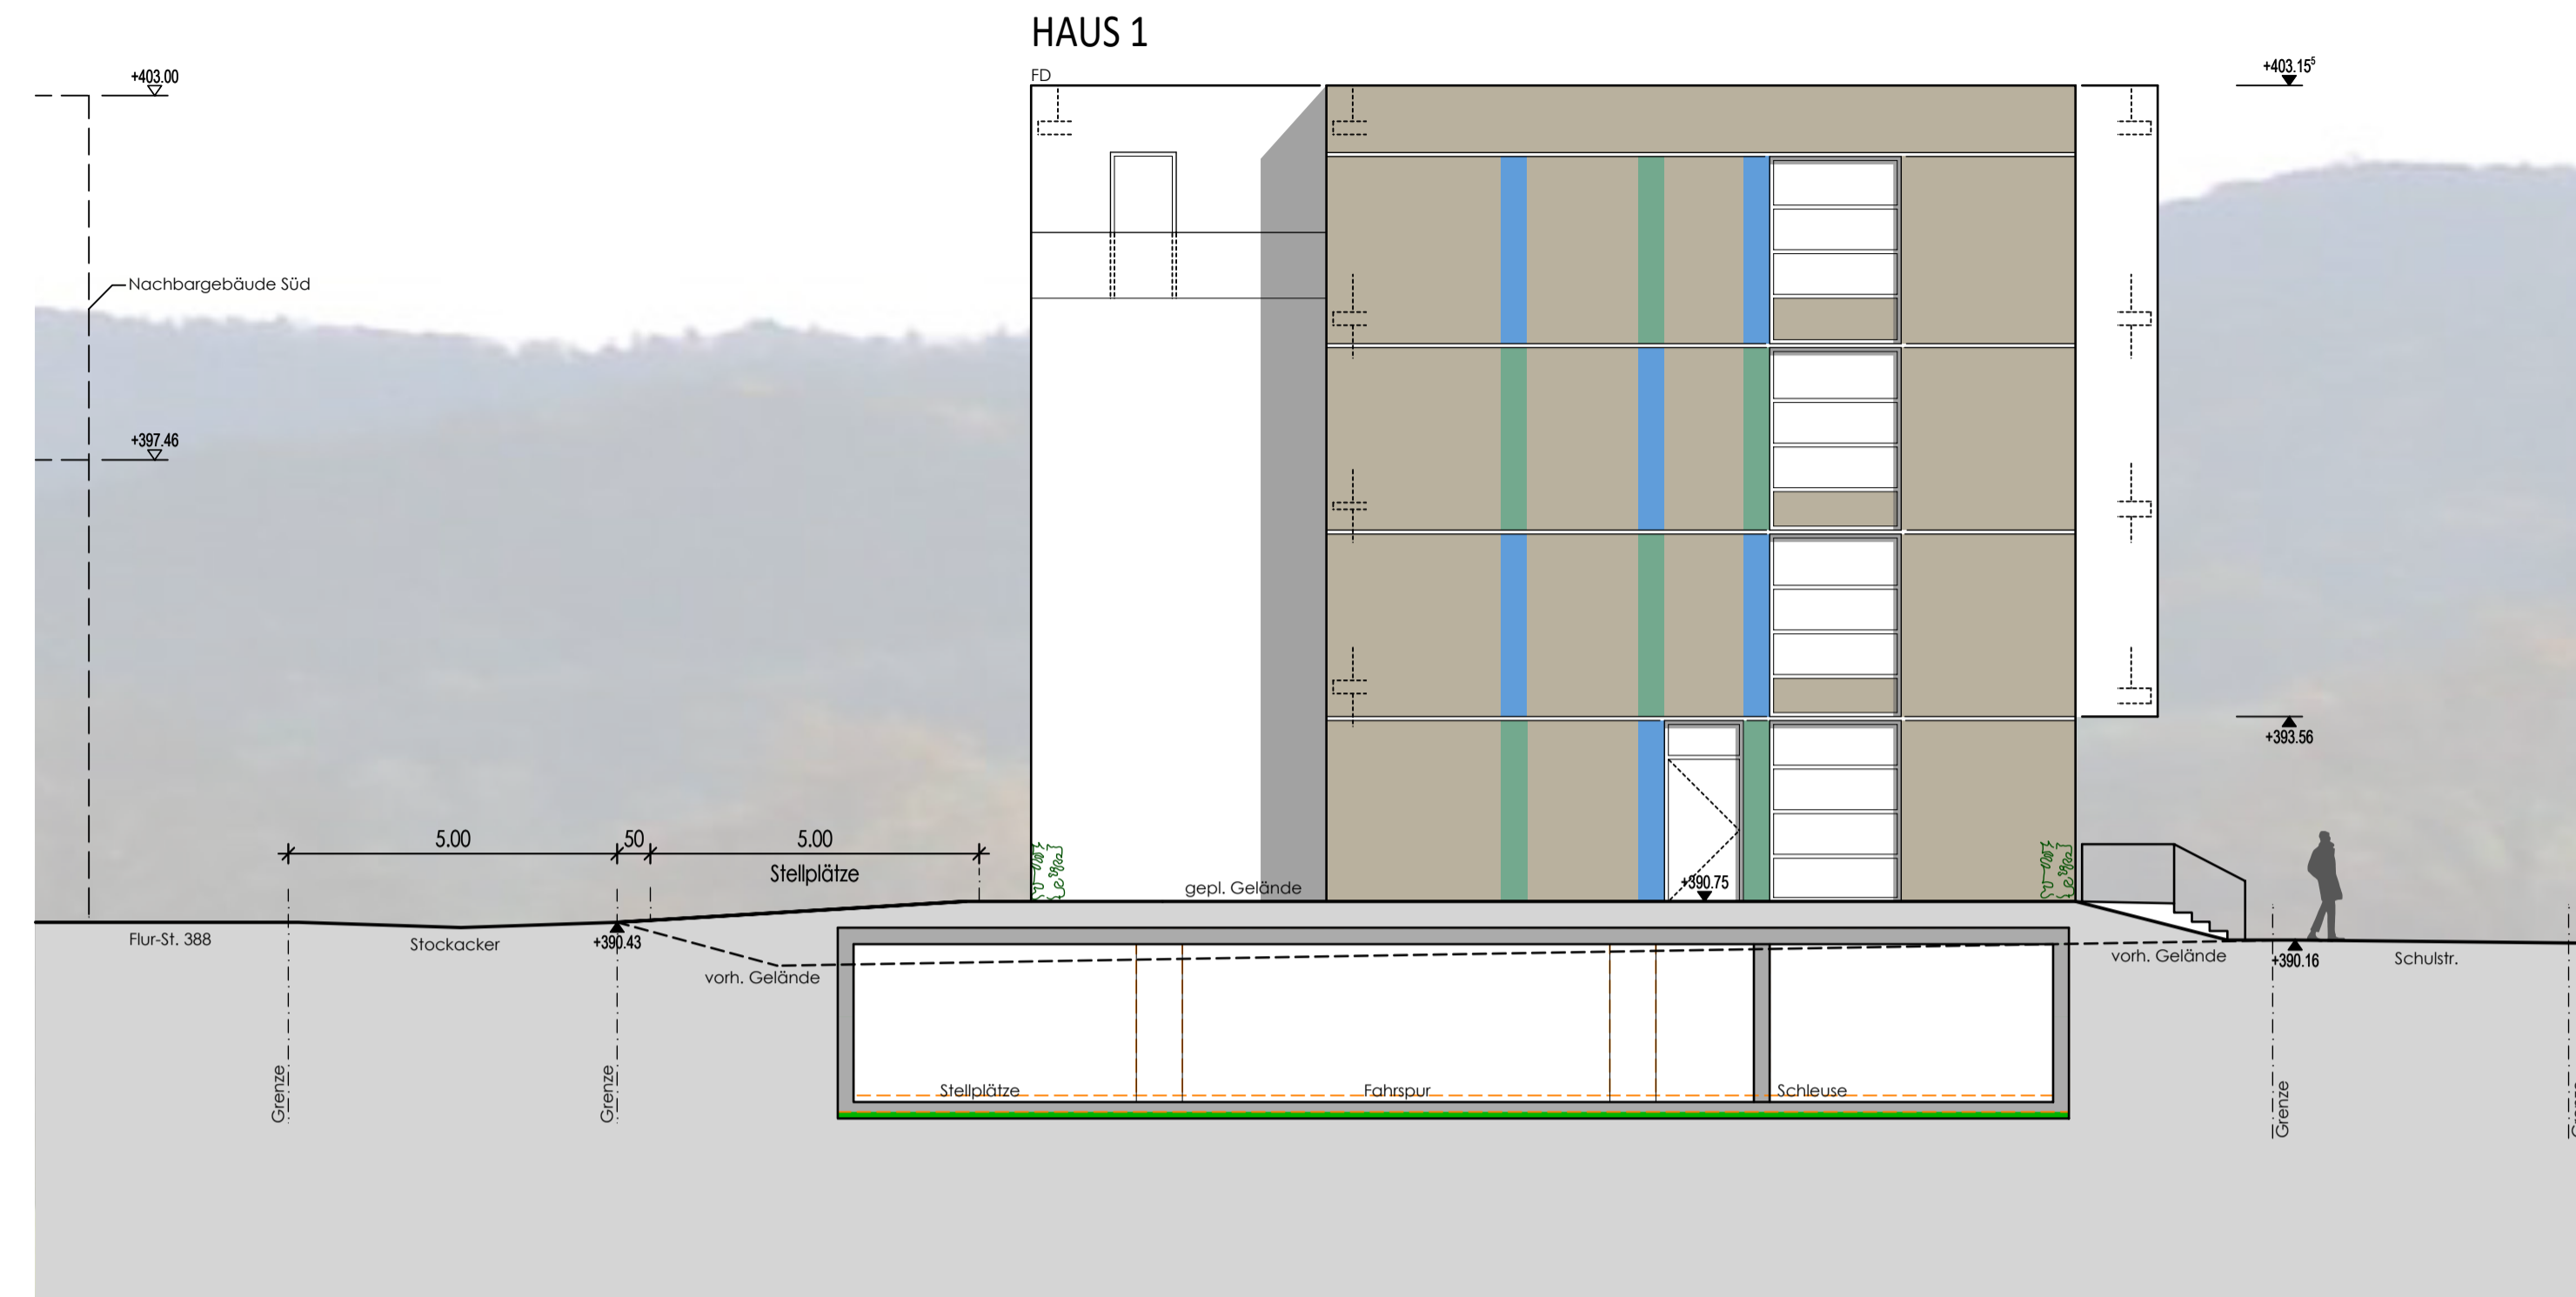 HAUS 1
FD
+403.00
+403.15⁵
Nachbargebäude Süd
+397.46
+393.56
5.00
50
5.00
Stellplätze
gepl. Gelände
+390.75
Flur-St. 388
Stockacker
+390.43
vorh. Gelände
vorh. Gelände
+390.16
Schulstr.
Stellplätze
Fahrspur
Schleuse
Grenze
Grenze
Grenze